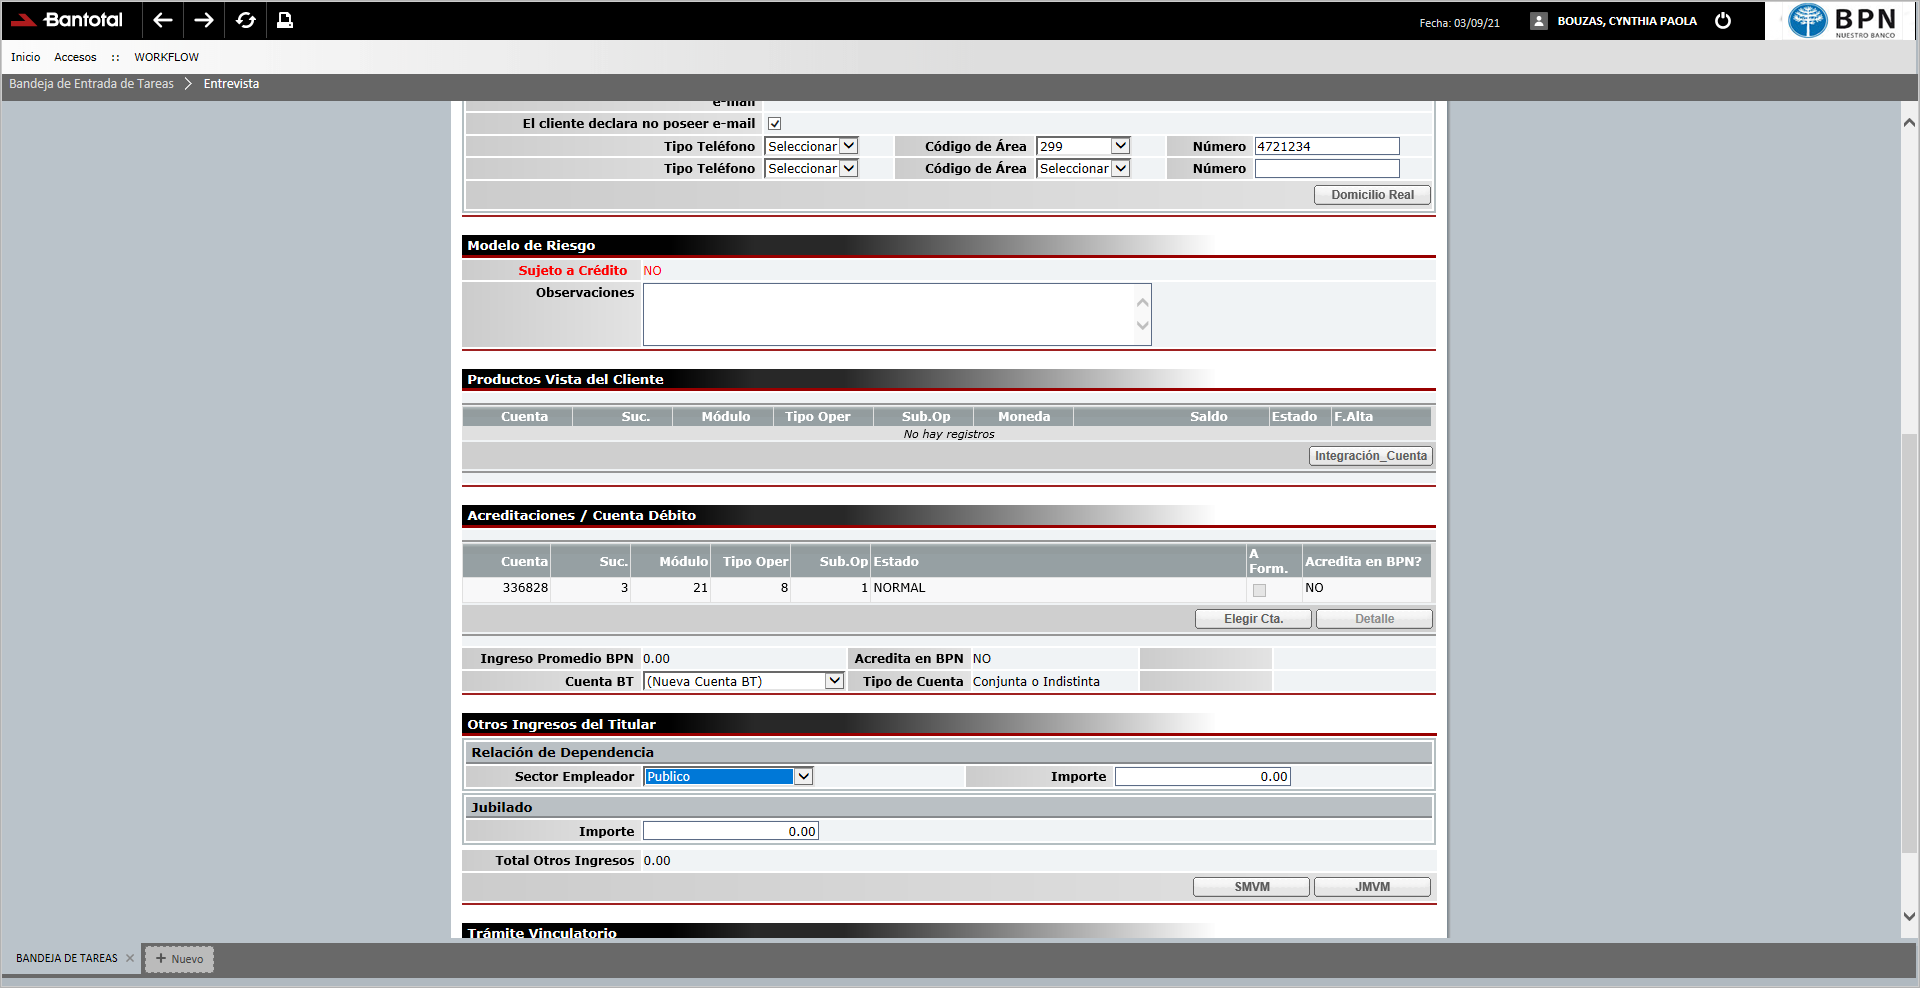 Bantotal
Fecha: 03/09/21
BOUZAS, CYNTHIA PAOLA
BPN
NUESTRO BANCO
Inicio Accesos :: WORKFLOW
Bandeja de Entrada de Tareas > Entrevista
e-mail
El cliente declara no poseer e-mail
Tipo Teléfono Seleccionar Código de Área 299 Número 4721234
Tipo Teléfono Seleccionar Código de Área Seleccionar Número
Domicilio Real
Modelo de Riesgo
Sujeto a Crédito NO
Observaciones
Productos Vista del Cliente
Cuenta Suc. Módulo Tipo Oper Sub.Op Moneda Saldo Estado F.Alta
No hay registros
Integración_Cuenta
Acreditaciones / Cuenta Débito
Cuenta Suc. Módulo Tipo Oper Sub.Op Estado A Form. Acredita en BPN?
336828 3 21 8 1 NORMAL NO
Elegir Cta. Detalle
Ingreso Promedio BPN 0.00 Acredita en BPN NO
Cuenta BT (Nueva Cuenta BT) Tipo de Cuenta Conjunta o Indistinta
Otros Ingresos del Titular
Relación de Dependencia
Sector Empleador Publico Importe 0.00
Jubilado
Importe 0.00
Total Otros Ingresos 0.00
SMVM JMVM
Trámite Vinculatorio
BANDEJA DE TAREAS × + Nuevo